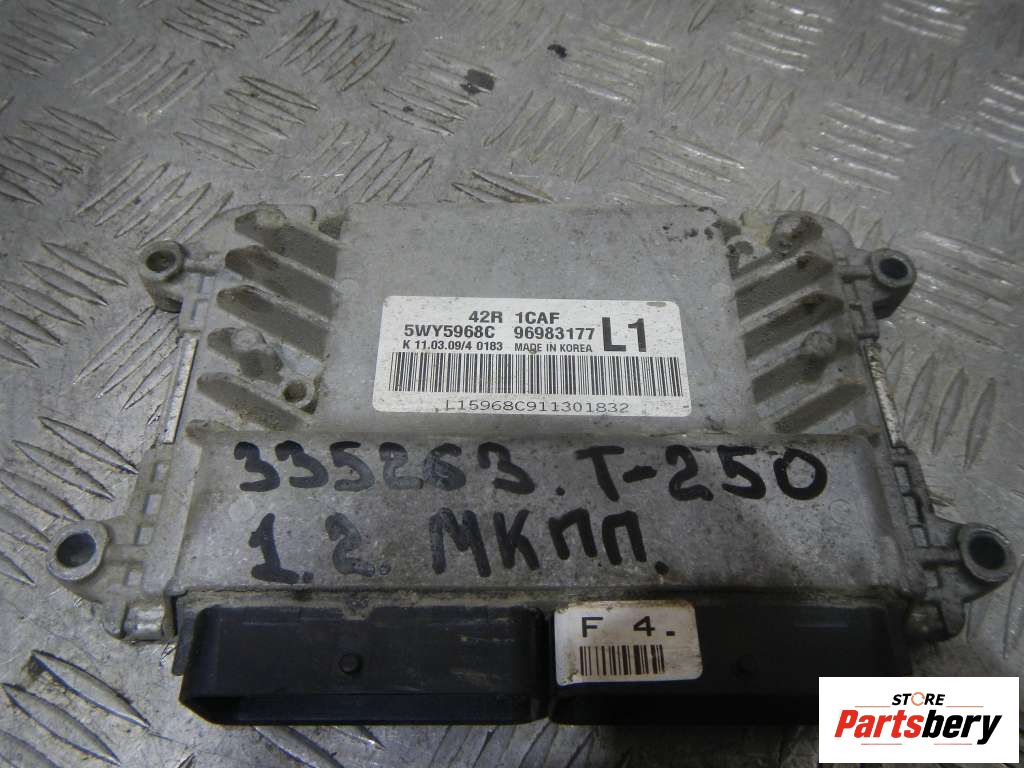 42R 1CAF
5WY5968C 96983177 L1
K 11.03.09/4 0183 MADE IN KOREA
L15968C911301832
335263. T-250
1.2. МКПП.
F 4.
STORE
Partsbery